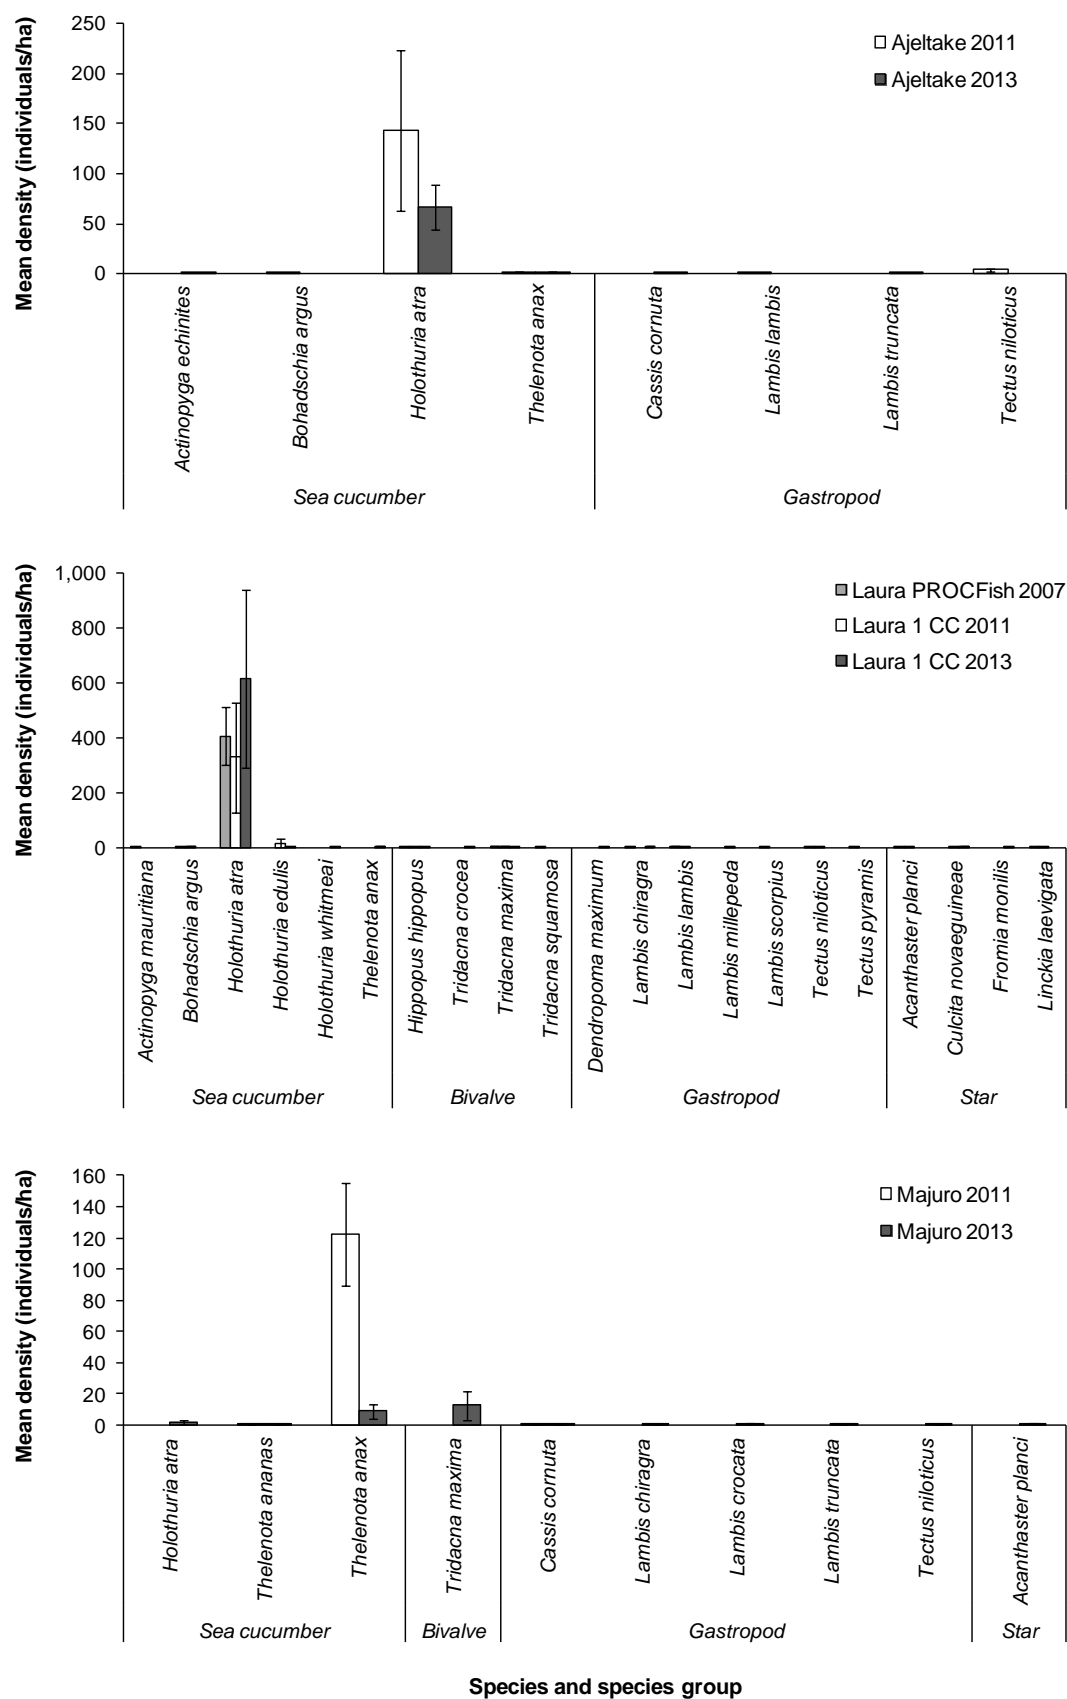 Mean density (individuals/ha)
250
200
150
100
50
0
Ajeltake 2011
Ajeltake 2013
Actinopyga echinites
Bohadschia argus
Holothuria atra
Thelenota anax
Cassis cornuta
Lambis lambis
Lambis truncata
Tectus niloticus
Sea cucumber
Gastropod
Mean density (individuals/ha)
1,000
800
600
400
200
0
Laura PROCFish 2007
Laura 1 CC 2011
Laura 1 CC 2013
Actinopyga mauritiana
Bohadschia argus
Holothuria atra
Holothuria edulis
Holothuria whitmeai
Thelenota anax
Hippopus hippopus
Tridacna crocea
Tridacna maxima
Tridacna squamosa
Dendropoma maximum
Lambis chiragra
Lambis lambis
Lambis millepeda
Lambis scorpius
Tectus niloticus
Tectus pyramis
Acanthaster planci
Culcita novaeguineae
Fromia monilis
Linckia laevigata
Sea cucumber
Bivalve
Gastropod
Star
Mean density (individuals/ha)
160
140
120
100
80
60
40
20
0
Majuro 2011
Majuro 2013
Holothuria atra
Thelenota ananas
Thelenota anax
Tridacna maxima
Cassis cornuta
Lambis chiragra
Lambis crocata
Lambis truncata
Tectus niloticus
Acanthaster planci
Sea cucumber
Bivalve
Gastropod
Star
Species and species group